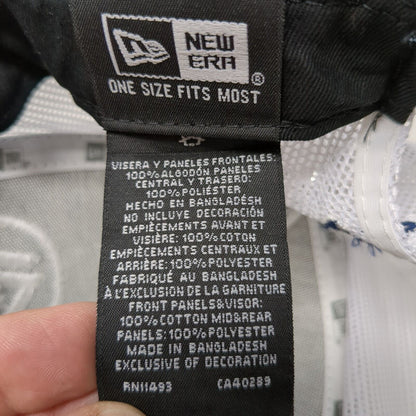 NEW
ERA®
ONE SIZE FITS MOST
VISERA Y PANELES FRONTALES:
100% ALGODÓN PANELES
CENTRAL Y TRASERO:
100% POLIÉSTER
HECHO EN BANGLADÉSH
NO INCLUYE DECORACIÓN
EMPIÈCEMENTS AVANT ET
VISIÈRE: 100% COTON
EMPIÈCEMENTS CENTRAUX ET
ARRIÈRE: 100% POLYESTER
FABRIQUÉ AU BANGLADESH
À L'EXCLUSION DE LA GARNITURE
FRONT PANELS&VISOR:
100% COTTON MID&REAR
PANELS: 100% POLYESTER
MADE IN BANGLADESH
EXCLUSIVE OF DECORATION
RN11493 CA40289